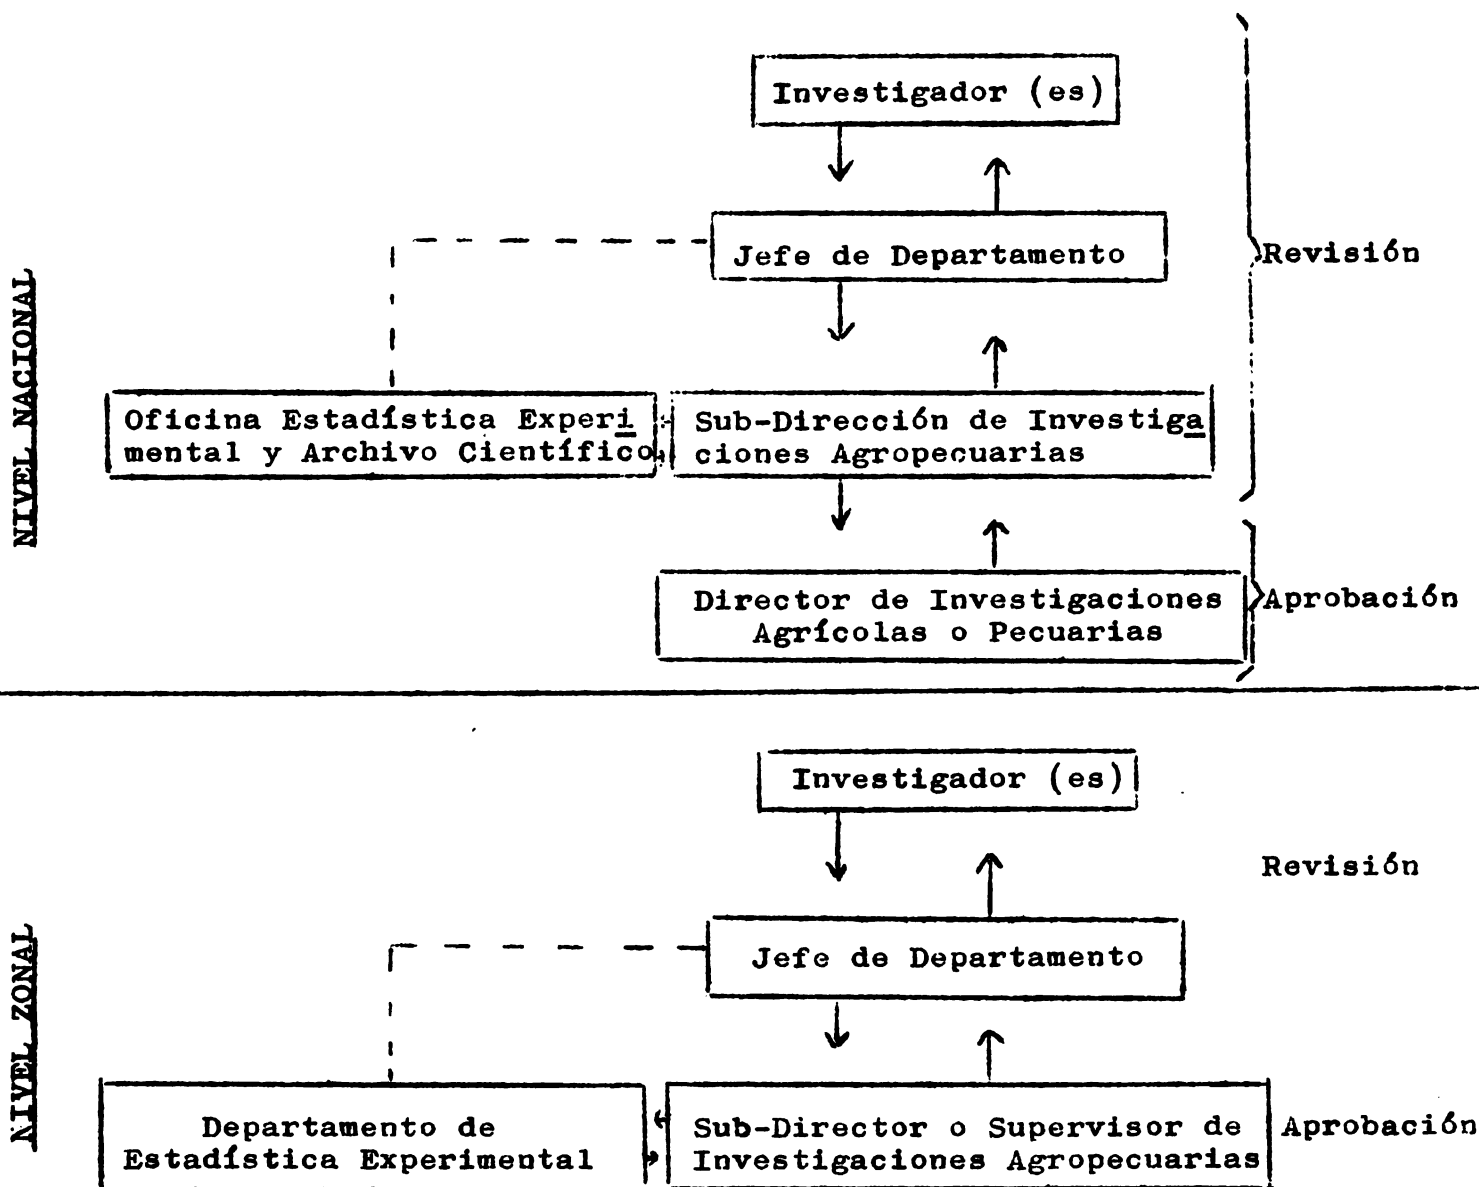 NIVEL NACIONAL
Investigador (es)
Jefe de Departamento
Revisión
Oficina Estadística Experi
mental y Archivo Científico
Sub-Dirección de Investiga
ciones Agropecuarias
Director de Investigaciones
Agrícolas o Pecuarias
Aprobación
NIVEL ZONAL
Investigador (es)
Revisión
Jefe de Departamento
Departamento de
Estadística Experimental
Sub-Director o Supervisor de
Investigaciones Agropecuarias
Aprobación